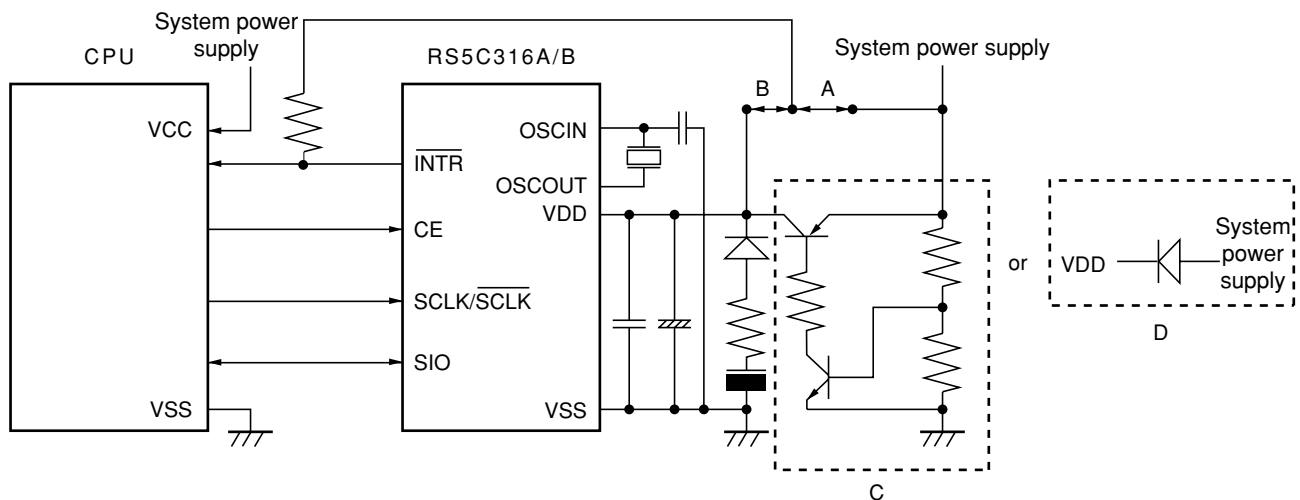 System power
supply
CPU
RS5C316A/B
System power supply
B
A
VCC
OSCIN
INTR
OSCOUT
VDD
CE
SCLK/SCLK
SIO
VSS
VSS
or
VDD
System
power
supply
D
C